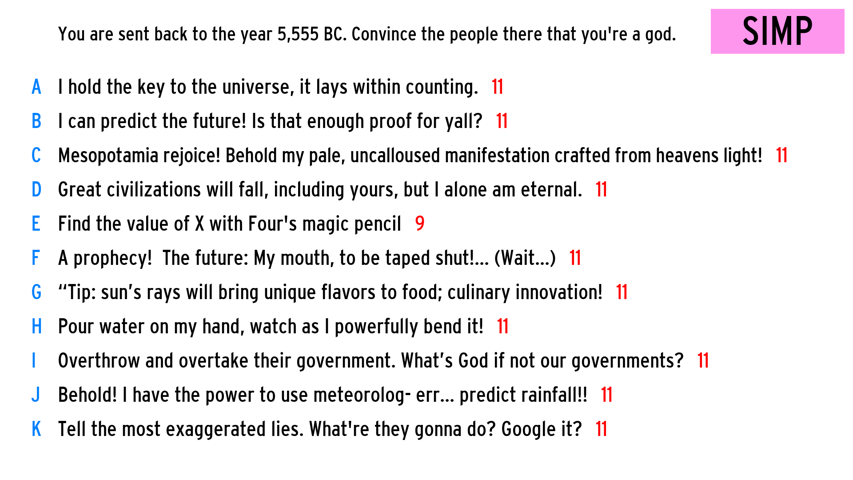 You are sent back to the year 5,555 BC. Convince the people there that you're a god.
SIMP
A I hold the key to the universe, it lays within counting. 11
B I can predict the future! Is that enough proof for yall? 11
C Mesopotamia rejoice! Behold my pale, uncalloused manifestation crafted from heavens light! 11
D Great civilizations will fall, including yours, but I alone am eternal. 11
E Find the value of X with Four's magic pencil 9
F A prophecy!  The future: My mouth, to be taped shut!... (Wait...) 11
G “Tip: sun’s rays will bring unique flavors to food; culinary innovation! 11
H Pour water on my hand, watch as I powerfully bend it! 11
I Overthrow and overtake their government. What’s God if not our governments? 11
J Behold! I have the power to use meteorolog- err... predict rainfall!! 11
K Tell the most exaggerated lies. What're they gonna do? Google it? 11